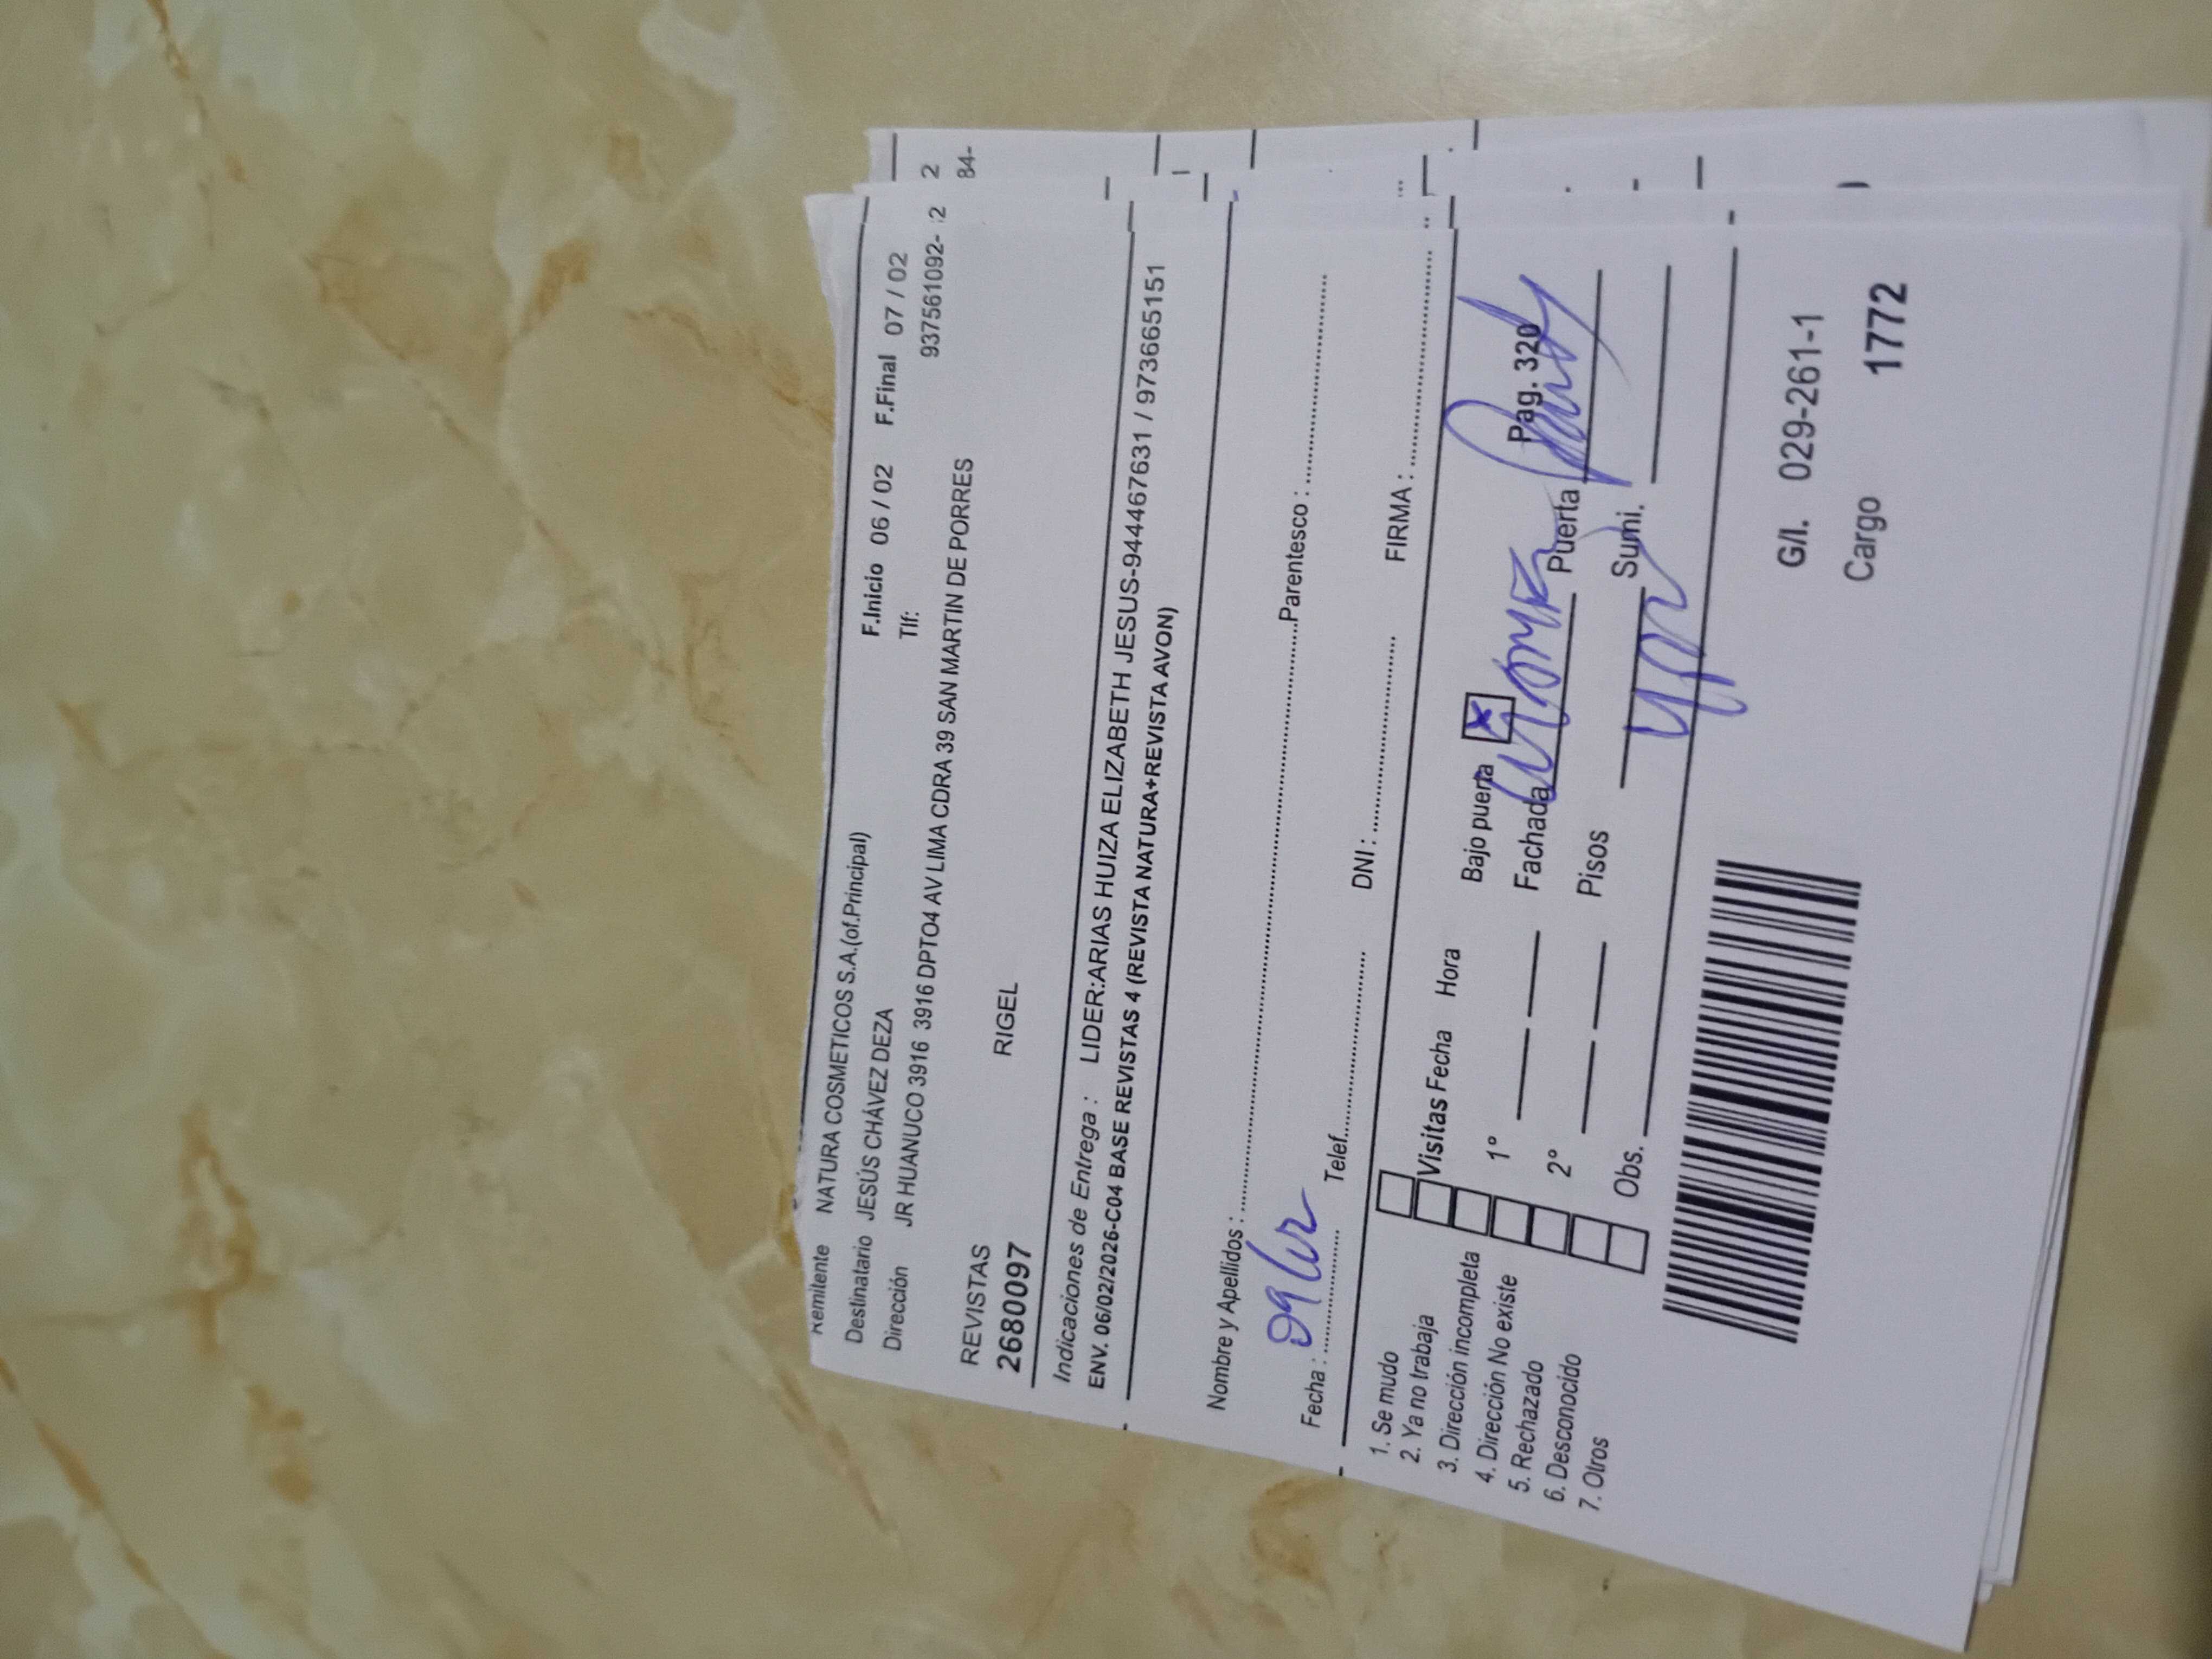 Remitente NATURA COSMETICOS S.A.(of.Principal) F.Inicio 06 / 02 F.Final 07 / 02
Destinatario JESÚS CHÁVEZ DEZA Tlf: 937561092-
Dirección JR HUANUCO 3916 3916 DPTO4 AV LIMA CDRA 39 SAN MARTIN DE PORRES
REVISTAS
2680097 RIGEL
Indicaciones de Entrega : LIDER:ARIAS HUIZA ELIZABETH JESUS-944467631 / 973665151
ENV. 06/02/2026-C04 BASE REVISTAS 4 (REVISTA NATURA+REVISTA AVON)
Nombre y Apellidos : Parentesco :
Fecha : Telef. DNI : FIRMA :
1. Se mudo
2. Ya no trabaja
3. Dirección incompleta
4. Dirección No existe
5. Rechazado
6. Desconocido
7. Otros
Visitas Fecha Hora
1°
2°
Obs.
Bajo puerta X Pag. 320
Fachada Puerta
Pisos Sumi.
G/I. 029-261-1
Cargo 1772
2
84-
:2